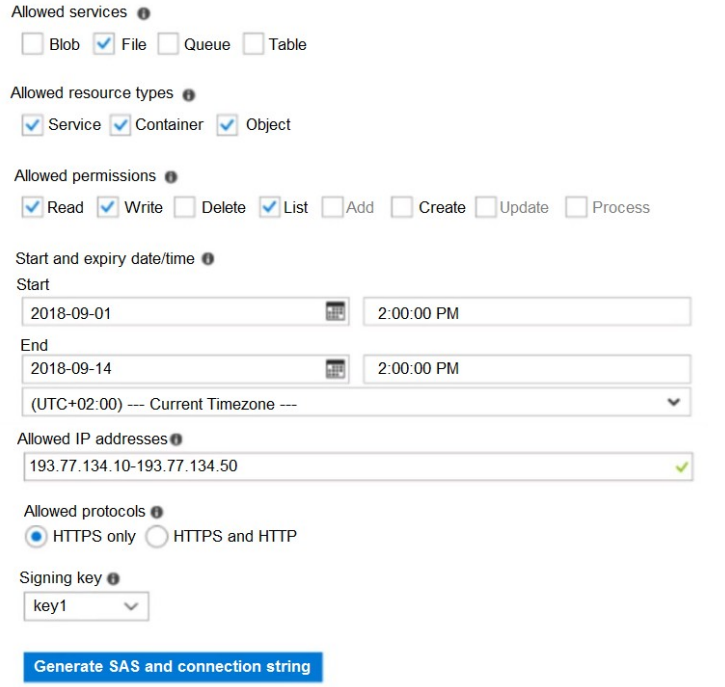 Allowed services
Blob File Queue Table
Allowed resource types
Service Container Object
Allowed permissions
Read Write Delete List Add Create Update Process
Start and expiry date/time
Start
2018-09-01 2:00:00 PM
End
2018-09-14 2:00:00 PM
(UTC+02:00) --- Current Timezone ---
Allowed IP addresses
193.77.134.10-193.77.134.50
Allowed protocols
HTTPS only HTTPS and HTTP
Signing key
key1
Generate SAS and connection string